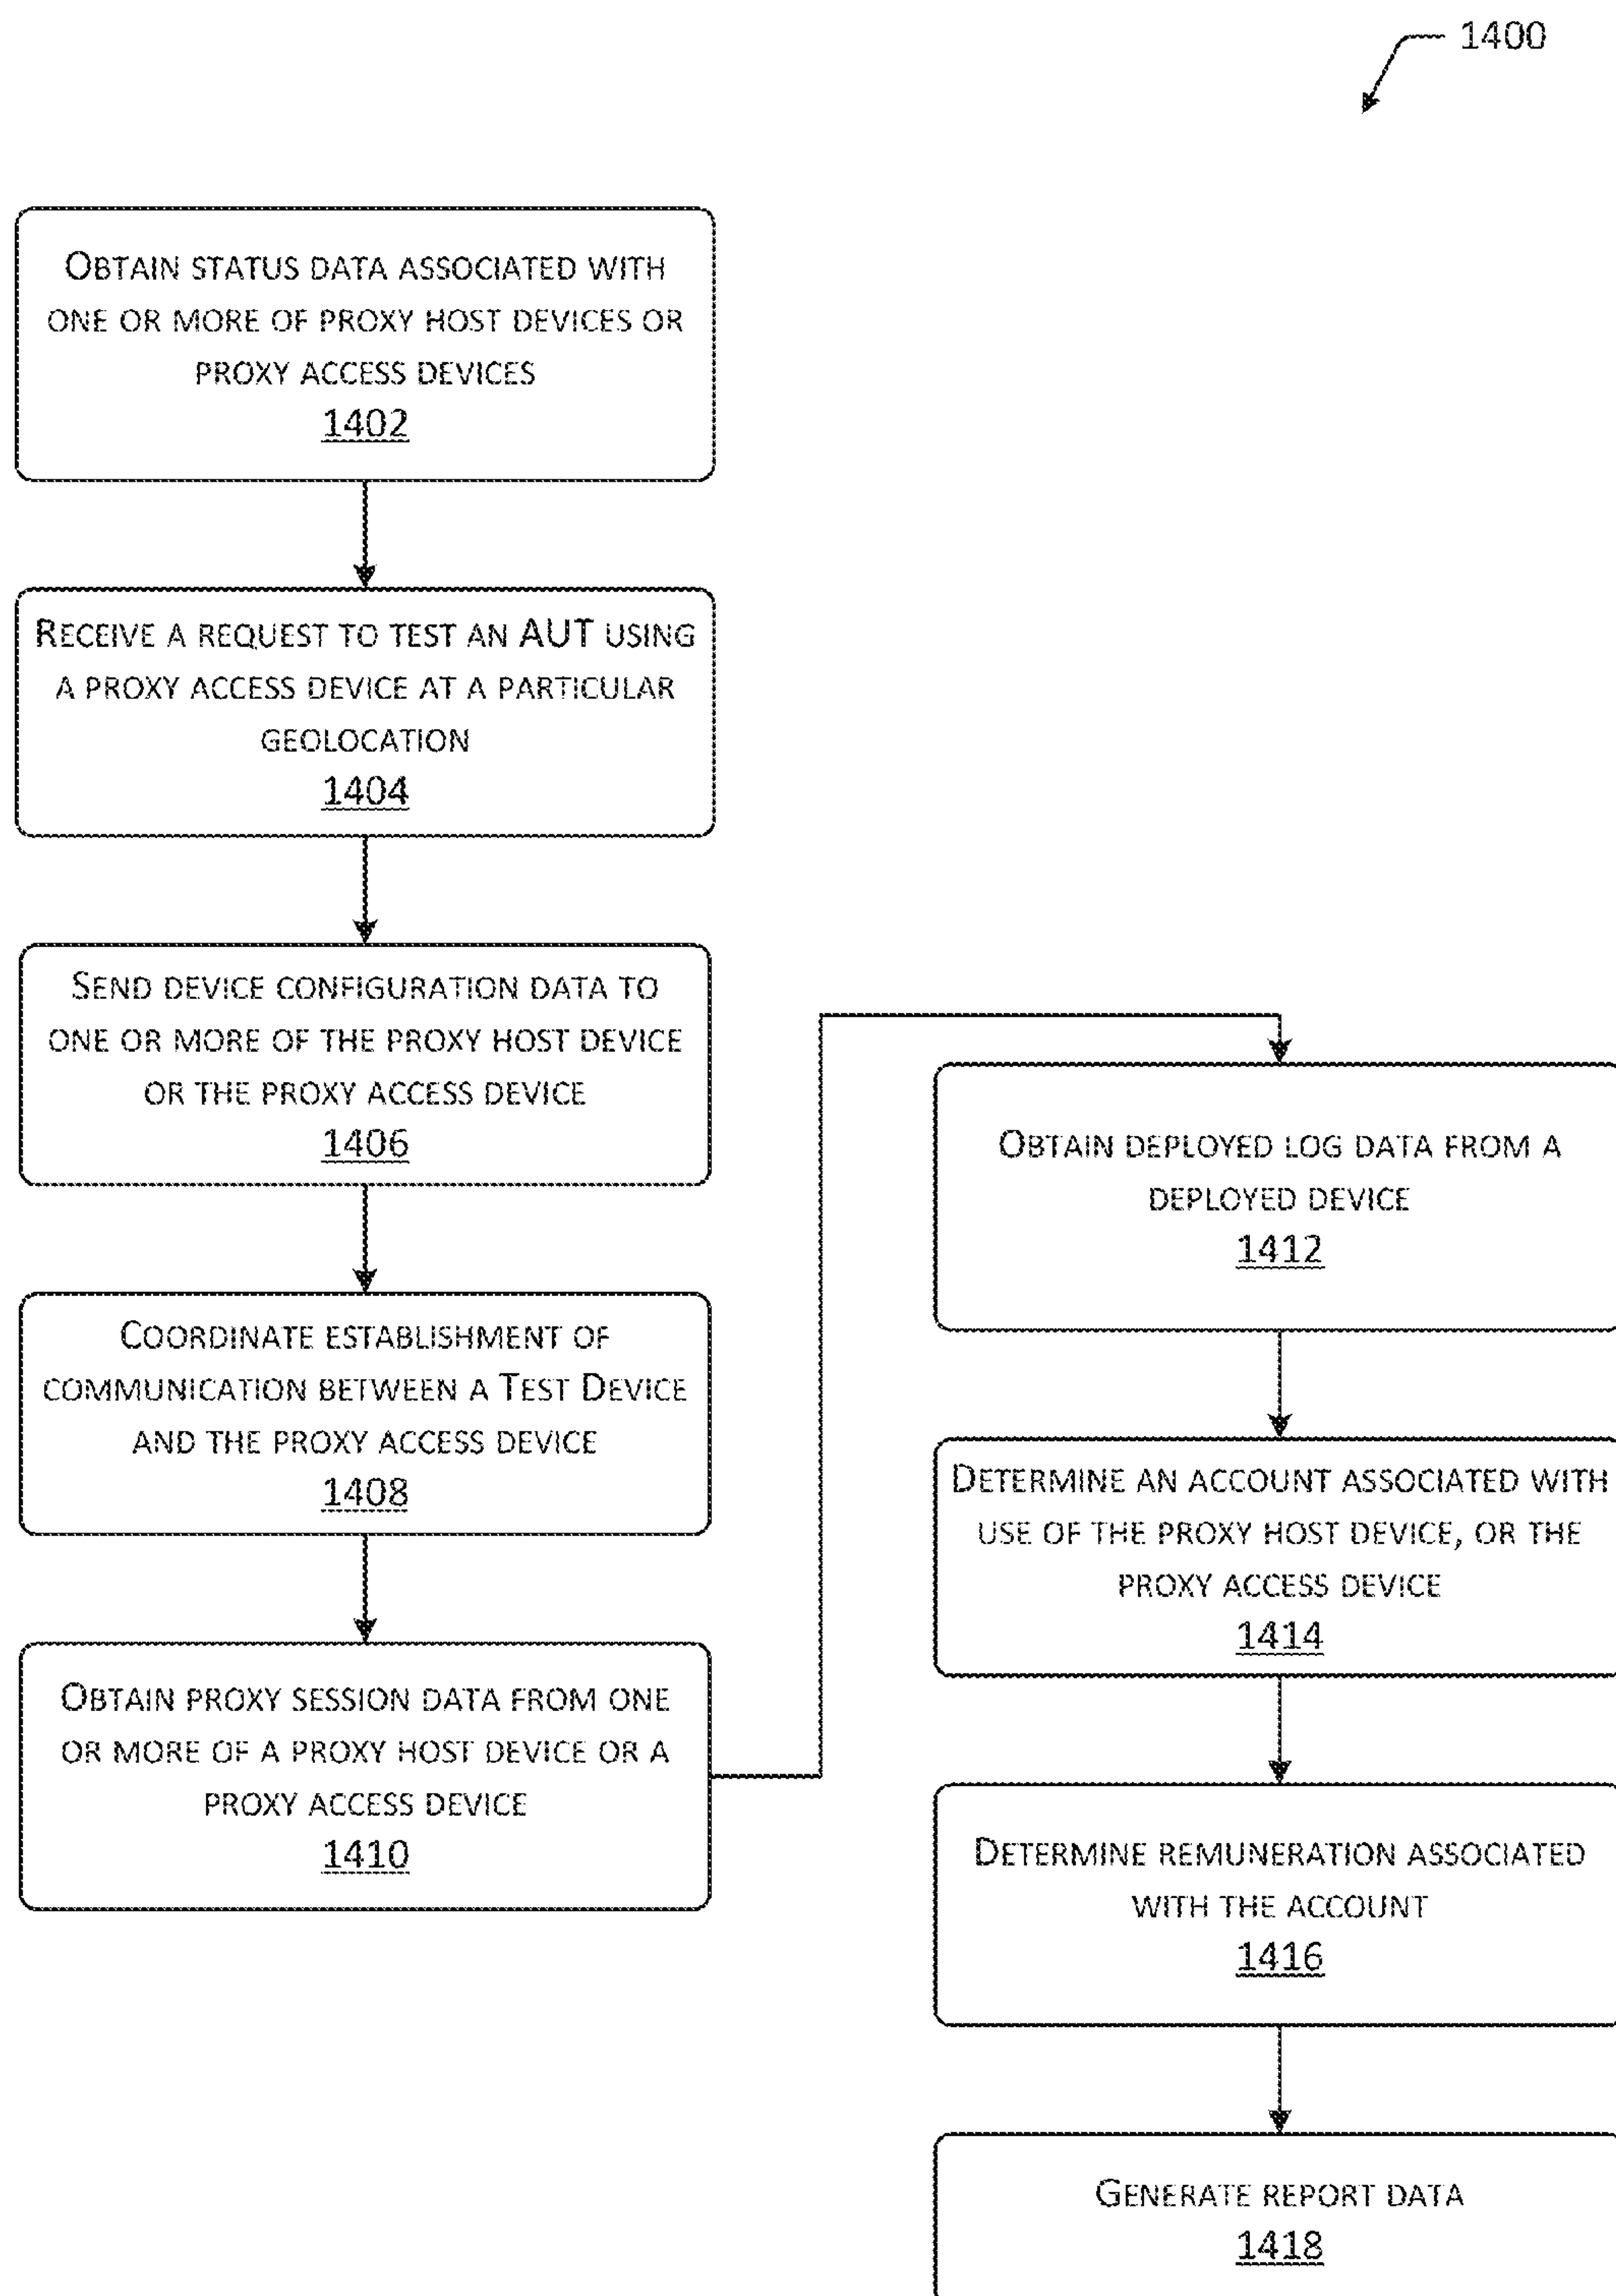 1400
OBTAIN STATUS DATA ASSOCIATED WITH
ONE OR MORE OF PROXY HOST DEVICES OR
PROXY ACCESS DEVICES
1402
RECEIVE A REQUEST TO TEST AN AUT USING
A PROXY ACCESS DEVICE AT A PARTICULAR
GEOLOCATION
1404
SEND DEVICE CONFIGURATION DATA TO
ONE OR MORE OF THE PROXY HOST DEVICE
OR THE PROXY ACCESS DEVICE
1406
COORDINATE ESTABLISHMENT OF
COMMUNICATION BETWEEN A TEST DEVICE
AND THE PROXY ACCESS DEVICE
1408
OBTAIN PROXY SESSION DATA FROM ONE
OR MORE OF A PROXY HOST DEVICE OR A
PROXY ACCESS DEVICE
1410
OBTAIN DEPLOYED LOG DATA FROM A
DEPLOYED DEVICE
1412
DETERMINE AN ACCOUNT ASSOCIATED WITH
USE OF THE PROXY HOST DEVICE, OR THE
PROXY ACCESS DEVICE
1414
DETERMINE REMUNERATION ASSOCIATED
WITH THE ACCOUNT
1416
GENERATE REPORT DATA
1418